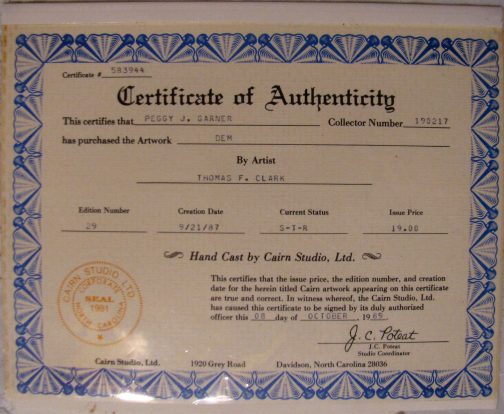 Certificate # 583944
Certificate of Authenticity
This certifies that PEGGY J. GARNER Collector Number 190217
has purchased the Artwork DEM
By Artist
THOMAS F. CLARK
Edition Number Creation Date Current Status Issue Price
29 9/21/87 S-T-R 19.00
Hand Cast by Cairn Studio, Ltd.
This certifies that the issue price, the edition number, and creation
date for the herein titled Cairn artwork appearing on this certificate
are true and correct. In witness whereof, the Cairn Studio, Ltd.
has caused this certificate to be signed by its duly authorized
officer this 08 day of OCTOBER 19
CAIRN STUDIO LTD
INCORPORATED
SEAL
1981
NORTH CAROLINA
J. C. Poteat
J.C. Poteat
Studio Coordinator
Cairn Studio, Ltd. 1920 Grey Road Davidson, North Carolina 28036